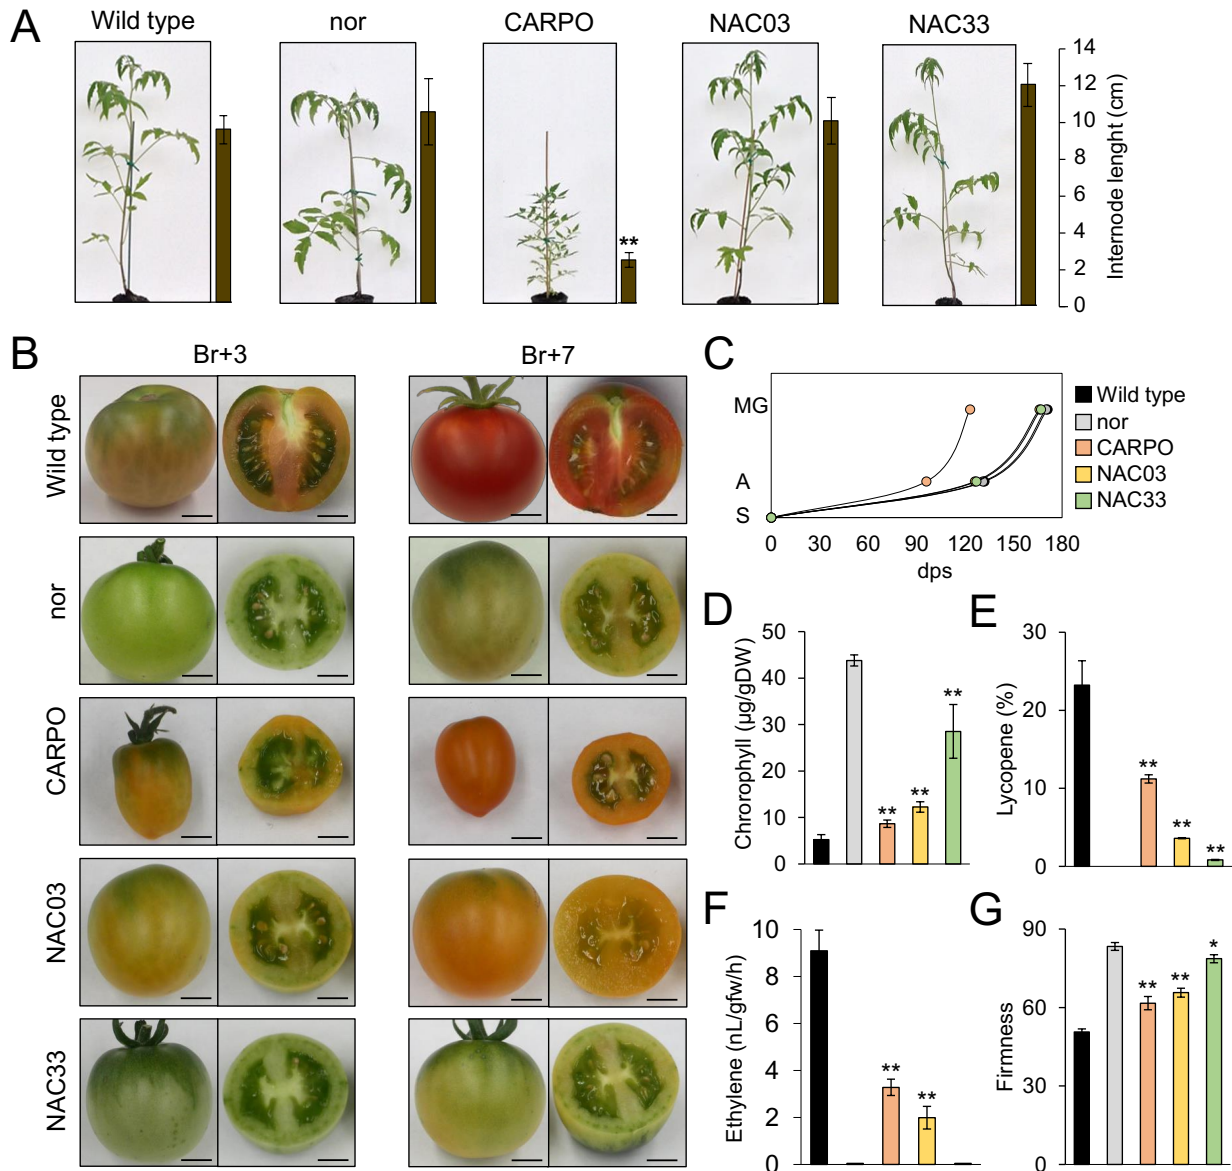 A
Wild type
nor
CARPO
NAC03
NAC33
**
14
12
10
8
6
4
2
0
Internode lenght (cm)
B
Br+3
Br+7
Wild type
nor
CARPO
NAC03
NAC33
C
MG
A
S
0 30 60 90 120 150 180
dps
Wild type
nor
CARPO
NAC03
NAC33
D
50
40
30
20
10
0
Chrorophyll (µg/gDW)
** ** **
E
30
20
10
0
Lycopene (%)
** ** **
F
10
8
6
4
2
0
Ethylene (nL/gfw/h)
** **
G
90
60
30
0
Firmness
** ** *